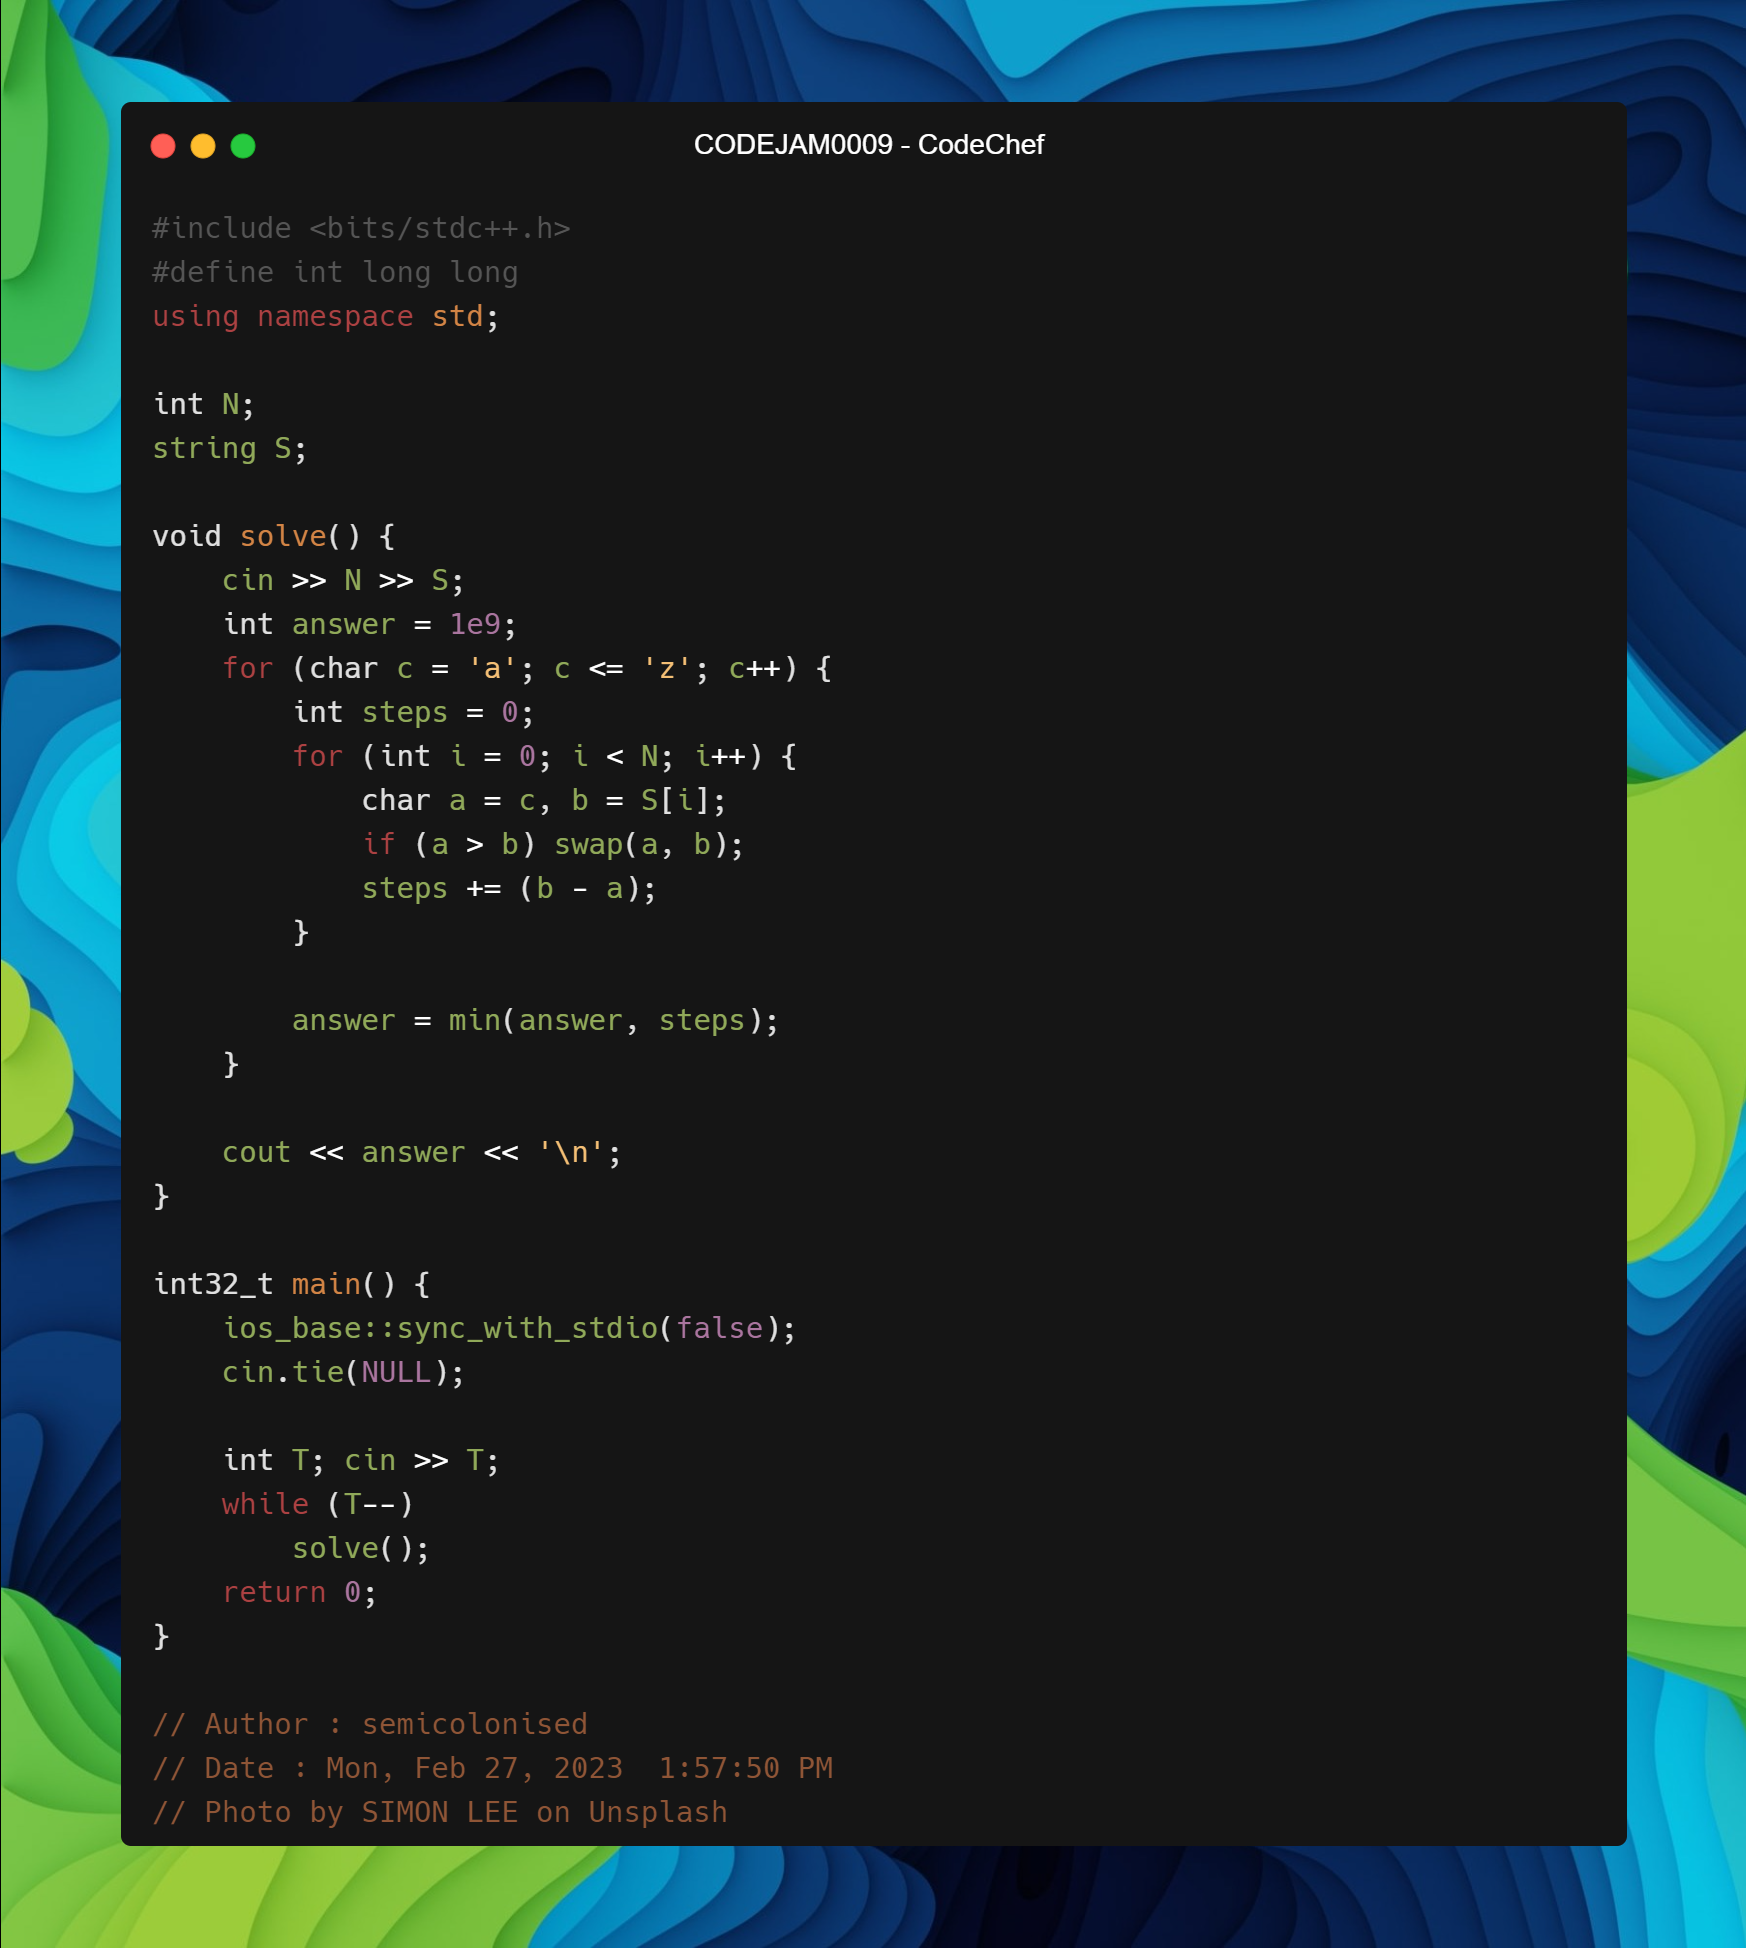 CODEJAM0009 - CodeChef
#include <bits/stdc++.h>
#define int long long
using namespace std;

int N;
string S;

void solve() {
    cin >> N >> S;
    int answer = 1e9;
    for (char c = 'a'; c <= 'z'; c++) {
        int steps = 0;
        for (int i = 0; i < N; i++) {
            char a = c, b = S[i];
            if (a > b) swap(a, b);
            steps += (b - a);
        }

        answer = min(answer, steps);
    }

    cout << answer << '\n';
}

int32_t main() {
    ios_base::sync_with_stdio(false);
    cin.tie(NULL);

    int T; cin >> T;
    while (T--)
        solve();
    return 0;
}

// Author : semicolonised
// Date : Mon, Feb 27, 2023  1:57:50 PM
// Photo by SIMON LEE on Unsplash